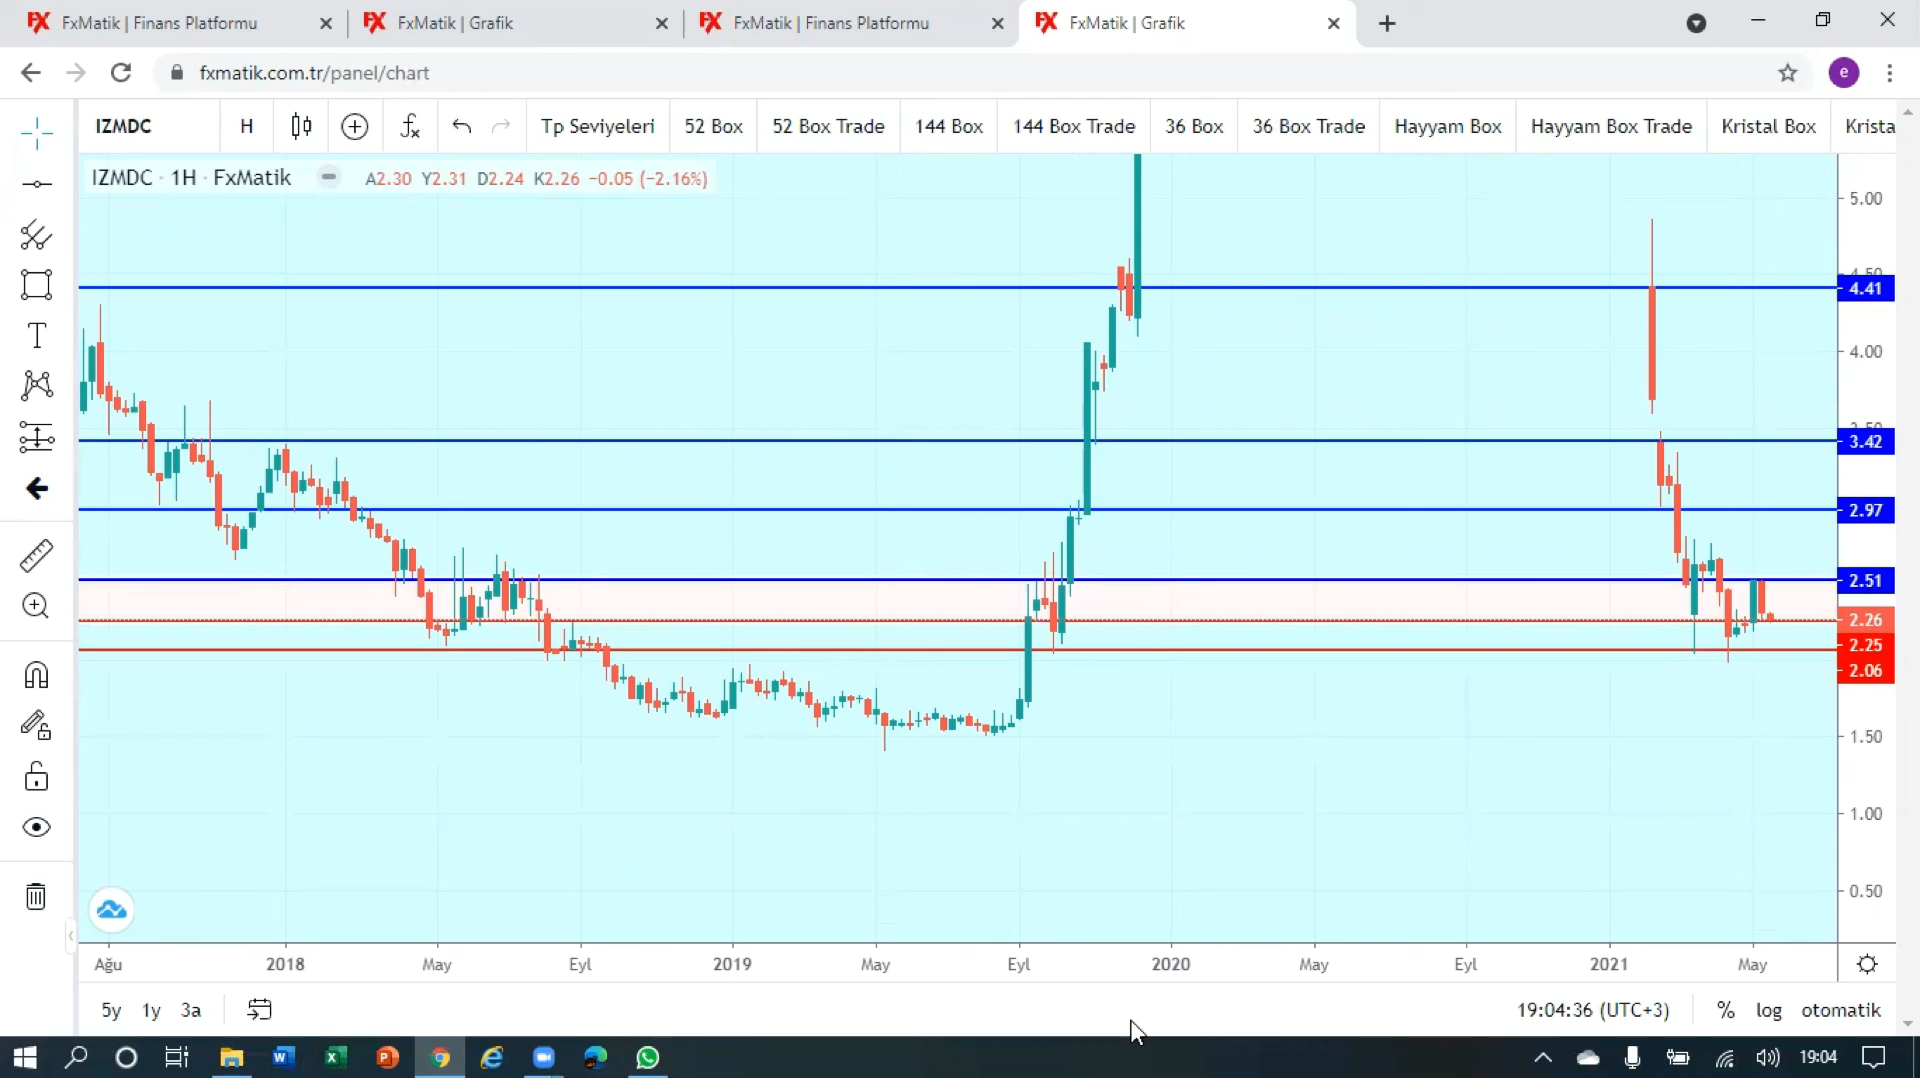 FxMatik | Finans Platformu
FxMatik | Grafik
FxMatik | Finans Platformu
FxMatik | Grafik
fxmatik.com.tr/panel/chart
e
IZMDC H Tp Seviyeleri 52 Box 52 Box Trade 144 Box 144 Box Trade 36 Box 36 Box Trade Hayyam Box Hayyam Box Trade Kristal Box Krista
IZMDC · 1H · FxMatik A2.30 Y2.31 D2.24 K2.26 −0.05 (−2.16%)
5.00
4.50
4.41
4.00
3.50
3.42
2.97
2.51
2.26
2.25
2.06
1.50
1.00
0.50
Ağu 2018 May Eyl 2019 May Eyl 2020 May Eyl 2021 May
5y 1y 3a 19:04:36 (UTC+3) % log otomatik
19:04